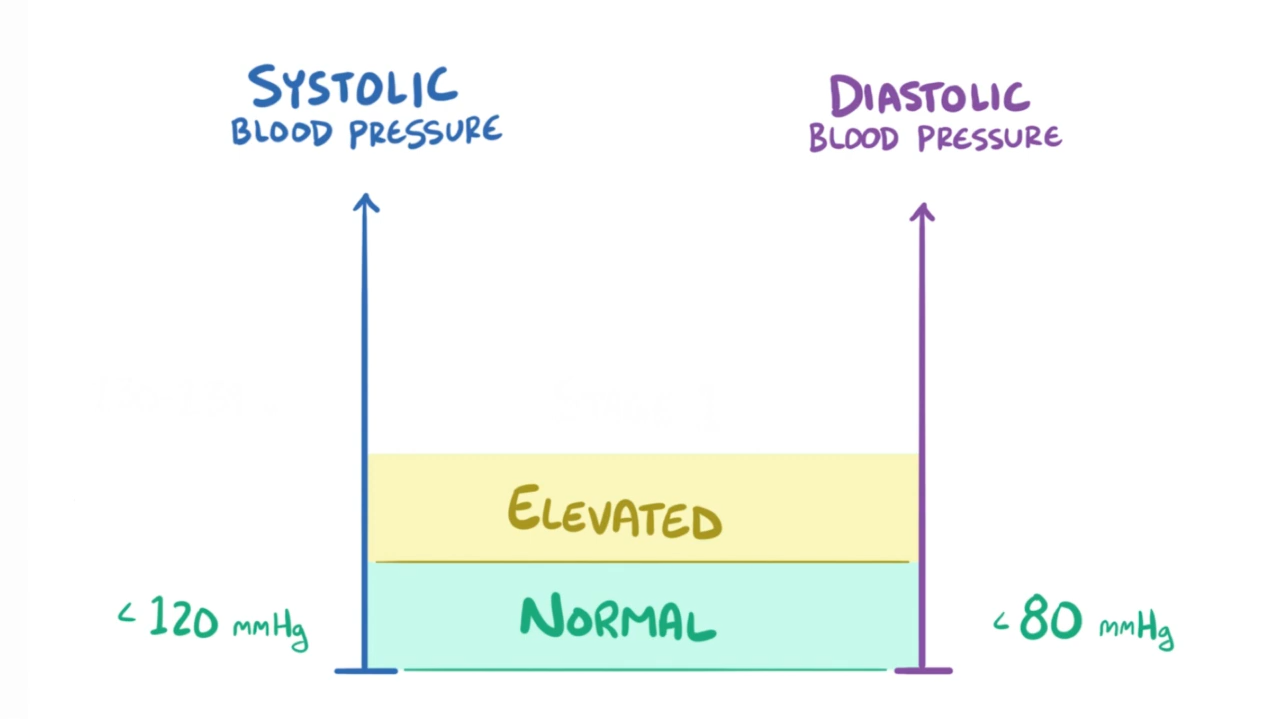 SYSTOLIC
BLOOD PRESSURE
DIASTOLIC
BLOOD PRESSURE
ELEVATED
< 120 mmHg
NORMAL
< 80 mmHg